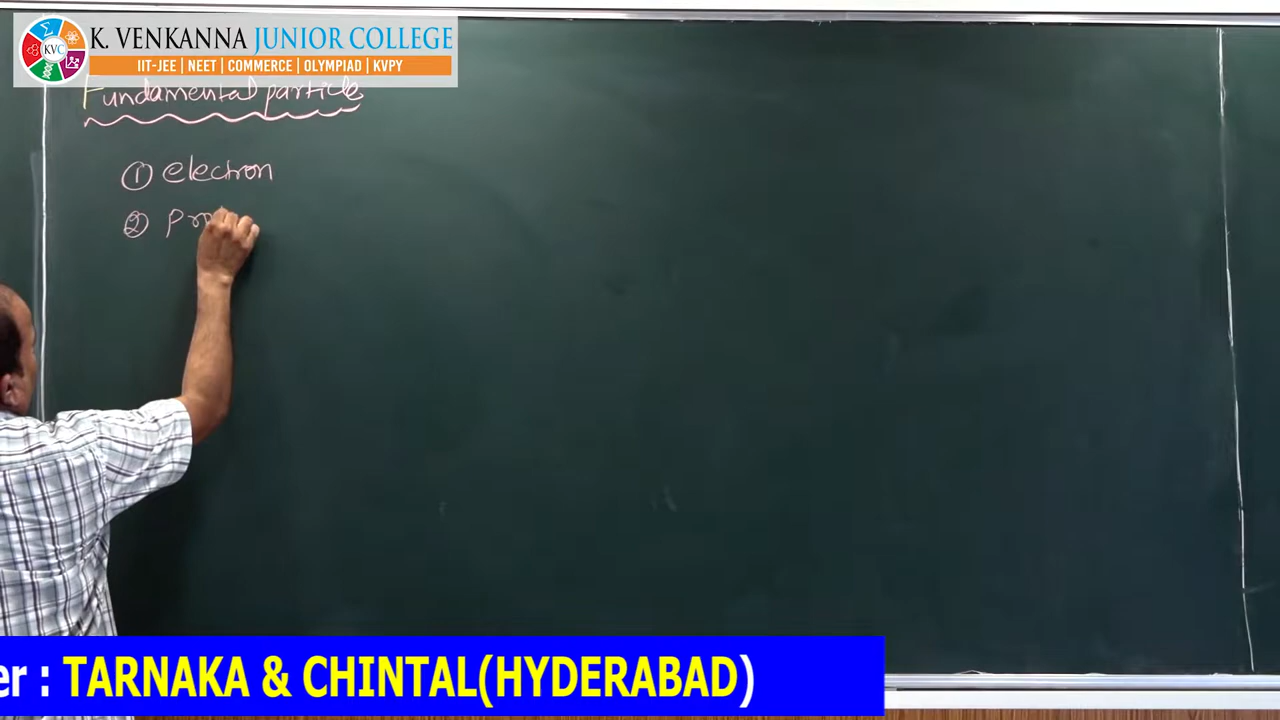 K. VENKANNA JUNIOR COLLEGE
KVC
IIT-JEE | NEET | COMMERCE | OLYMPIAD | KVPY
Fundamental particle
① electron
② Pro
er : TARNAKA & CHINTAL(HYDERABAD)